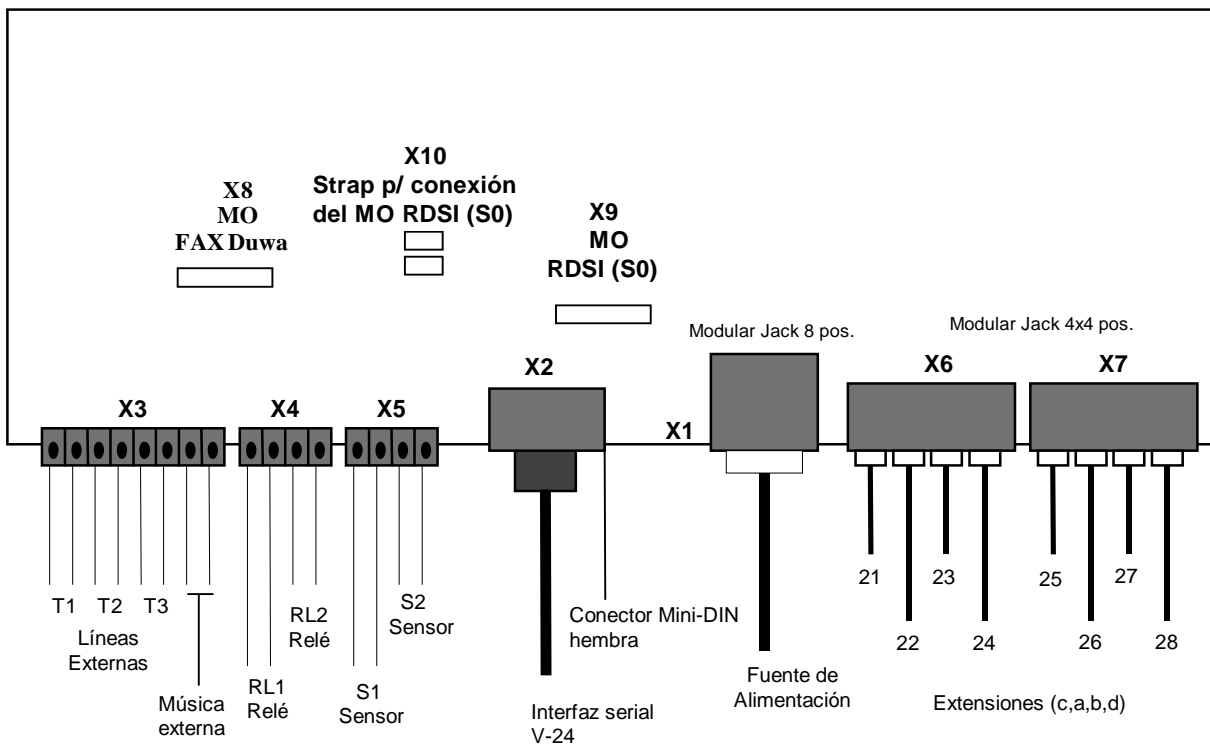 X10
Strap p/ conexión
del MO RDSI (S0)
X8
MO
FAX Duwa
X9
MO
RDSI (S0)
Modular Jack 8 pos.
Modular Jack 4x4 pos.
X3
X4
X5
X2
X1
X6
X7
T1
T2
T3
Líneas
Externas
Música
externa
RL1
Relé
RL2
Relé
S1
Sensor
S2
Sensor
Conector Mini-DIN
hembra
Interfaz serial
V-24
Fuente de
Alimentación
21
22
23
24
25
26
27
28
Extensiones (c,a,b,d)